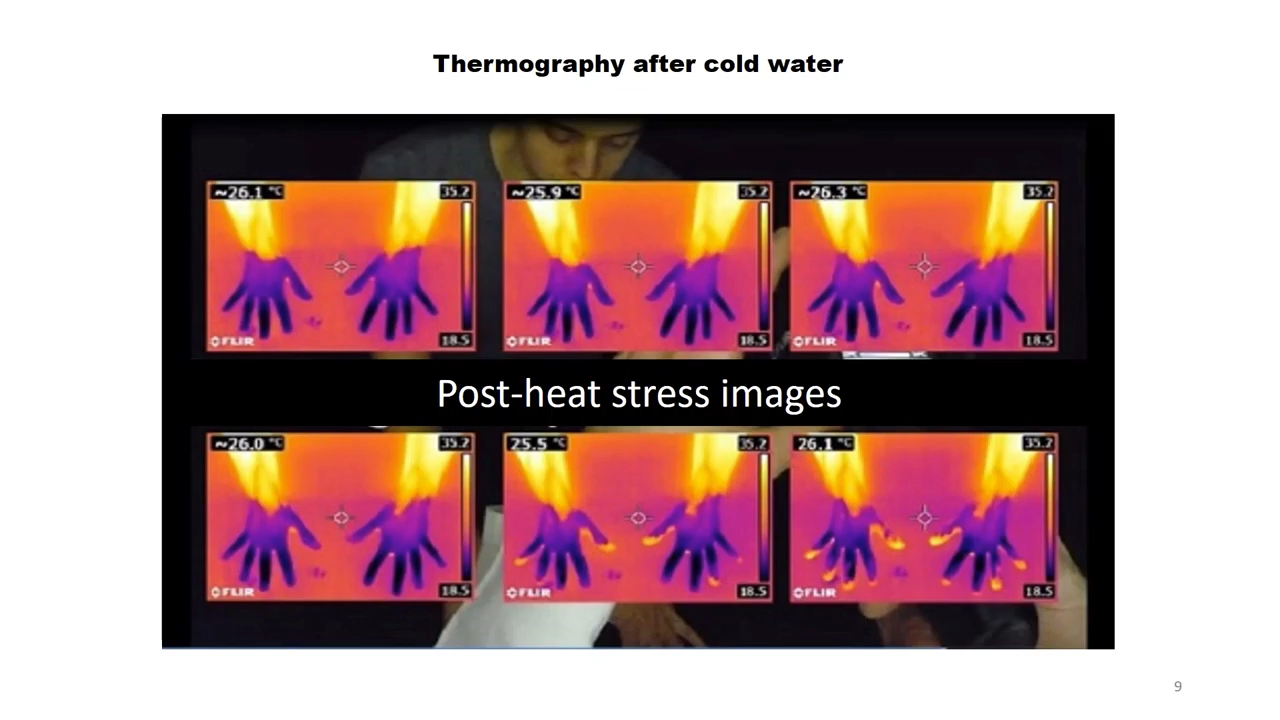 Thermography after cold water
~26.1 °C 35.2
~25.9 °C 35.2
~26.3 °C 35.2
FLIR 18.5
FLIR 18.5
FLIR 18.5
Post-heat stress images
~26.0 °C 35.2
25.5 °C 35.2
26.1 °C 35.2
FLIR 18.5
FLIR 18.5
FLIR 18.5
9